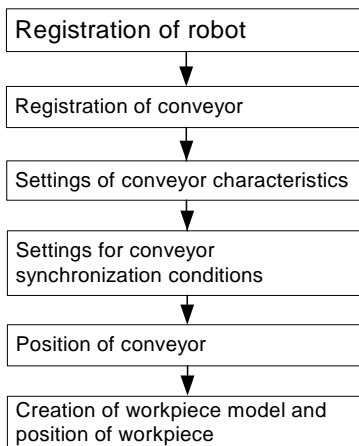 Registration of robot
Registration of conveyor
Settings of conveyor characteristics
Settings for conveyor
synchronization conditions
Position of conveyor
Creation of workpiece model and
position of workpiece